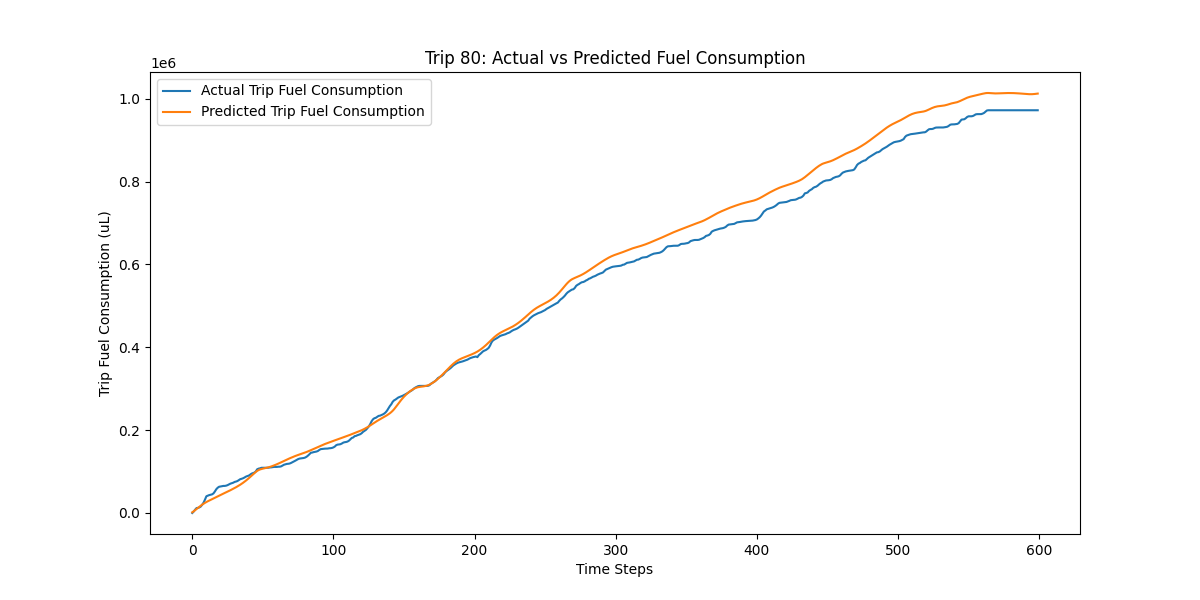 Trip 80: Actual vs Predicted Fuel Consumption
1e6
Actual Trip Fuel Consumption
Predicted Trip Fuel Consumption
1.0
0.8
0.6
0.4
0.2
0.0
Trip Fuel Consumption (uL)
0 100 200 300 400 500 600
Time Steps